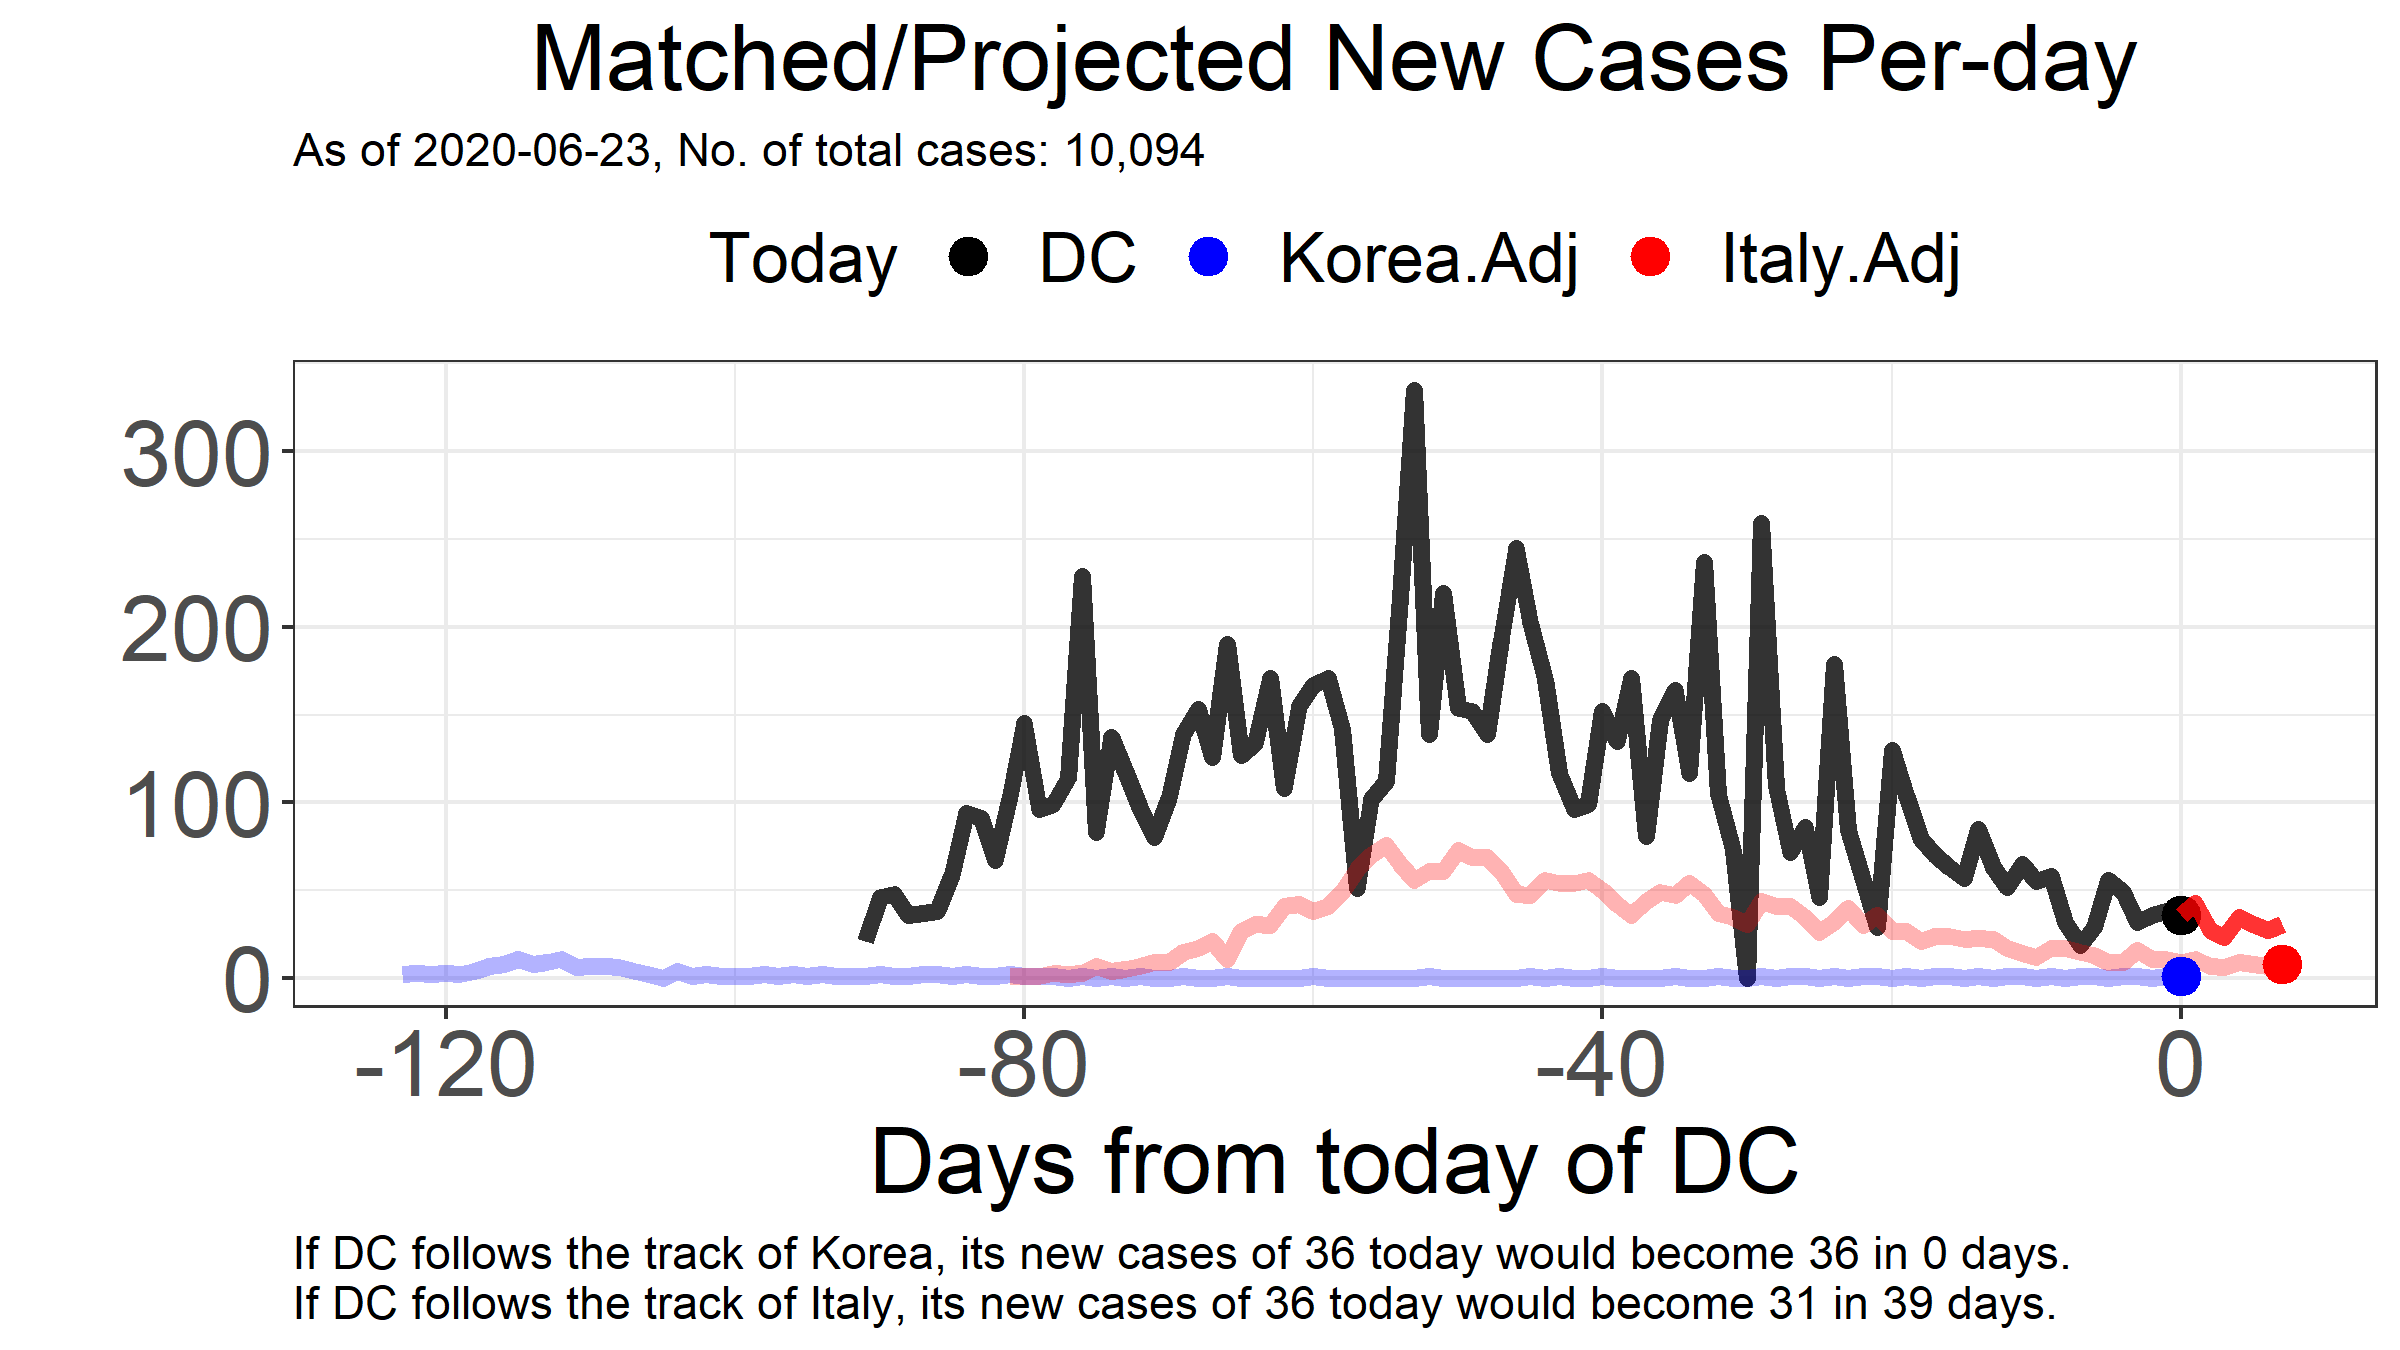 Matched/Projected New Cases Per-day
As of 2020-06-23, No. of total cases: 10,094
Today DC Korea.Adj Italy.Adj
300
200
100
0
-120 -80 -40 0
Days from today of DC
If DC follows the track of Korea, its new cases of 36 today would become 36 in 0 days.
If DC follows the track of Italy, its new cases of 36 today would become 31 in 39 days.